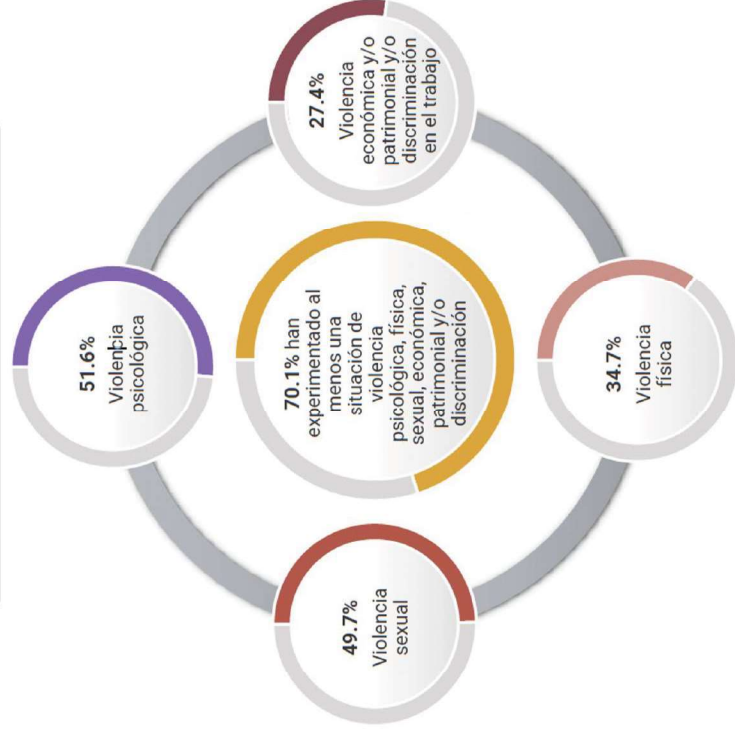 51.6%
Violencia
psicológica
27.4%
Violencia
económica y/o
patrimonial y/o
discriminación
en el trabajo
70.1% han
experimentado al
menos una
situación de
violencia
psicológica, física,
sexual, económica,
patrimonial y/o
discriminación
49.7%
Violencia
sexual
34.7%
Violencia
física